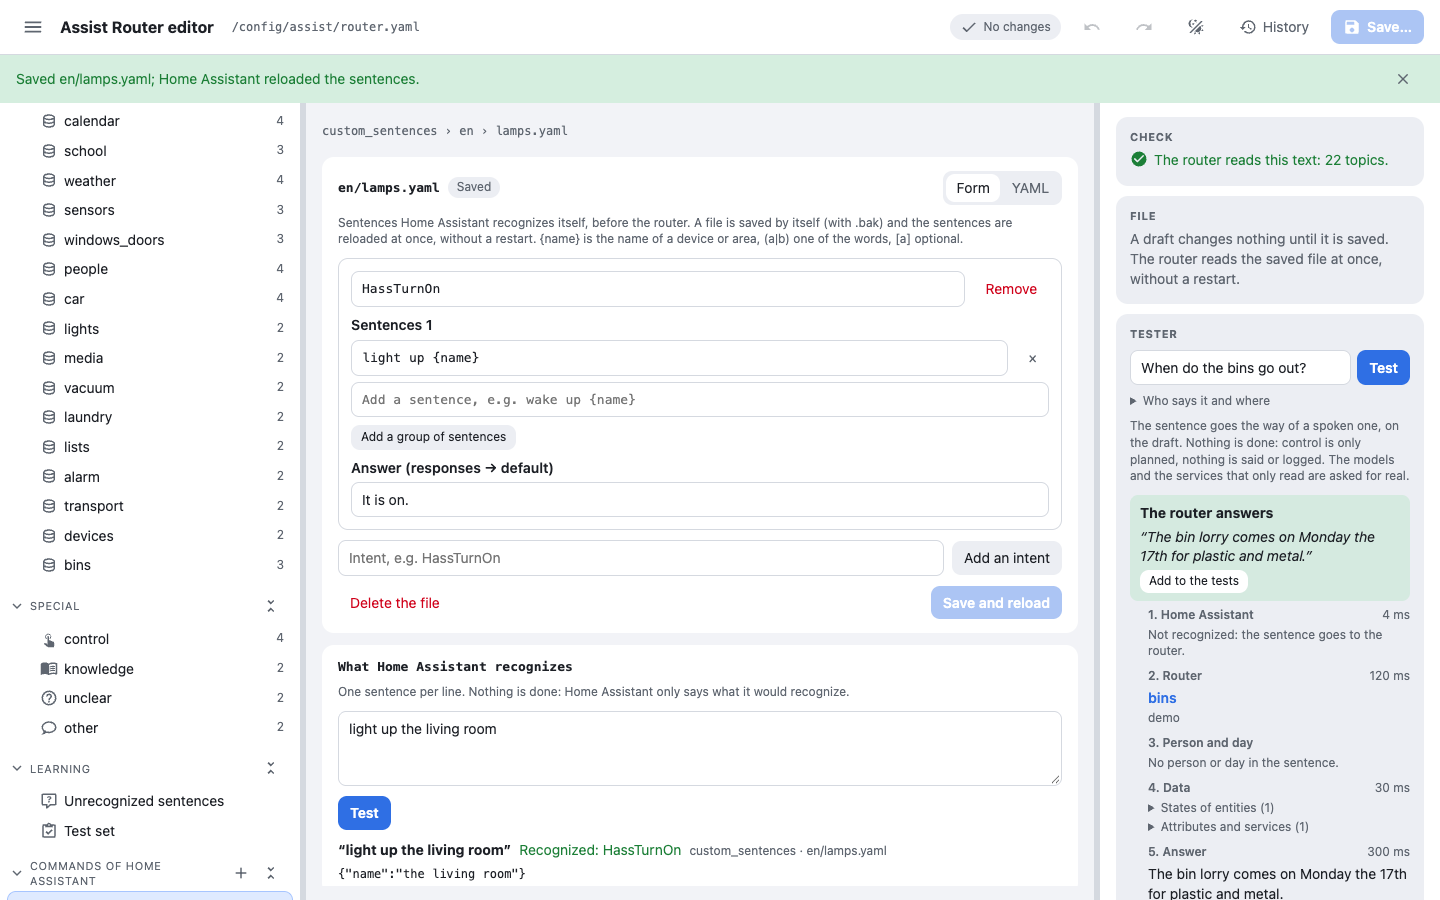 Assist Router editor
/config/assist/router.yaml
No changes
History
Save...
Saved en/lamps.yaml; Home Assistant reloaded the sentences.
calendar 4
school 3
weather 4
sensors 3
windows_doors 3
people 4
car 4
lights 2
media 2
vacuum 2
laundry 2
lists 2
alarm 2
transport 2
devices 2
bins 3
SPECIAL
control 4
knowledge 2
unclear 2
other 2
LEARNING
Unrecognized sentences
Test set
COMMANDS OF HOME
ASSISTANT
custom_sentences › en › lamps.yaml
en/lamps.yaml Saved
Form YAML
Sentences Home Assistant recognizes itself, before the router. A file is saved by itself (with .bak) and the sentences are
reloaded at once, without a restart. {name} is the name of a device or area, (a|b) one of the words, [a] optional.
HassTurnOn
Remove
Sentences 1
light up {name}
×
Add a sentence, e.g. wake up {name}
Add a group of sentences
Answer (responses → default)
It is on.
Intent, e.g. HassTurnOn
Add an intent
Delete the file
Save and reload
What Home Assistant recognizes
One sentence per line. Nothing is done: Home Assistant only says what it would recognize.
light up the living room
Test
“light up the living room” Recognized: HassTurnOn custom_sentences · en/lamps.yaml
{"name":"the living room"}
CHECK
The router reads this text: 22 topics.
FILE
A draft changes nothing until it is saved.
The router reads the saved file at once,
without a restart.
TESTER
When do the bins go out?
Test
Who says it and where
The sentence goes the way of a spoken one, on
the draft. Nothing is done: control is only
planned, nothing is said or logged. The models
and the services that only read are asked for real.
The router answers
“The bin lorry comes on Monday the
17th for plastic and metal.”
Add to the tests
1. Home Assistant 4 ms
Not recognized: the sentence goes to the
router.
2. Router 120 ms
bins
demo
3. Person and day
No person or day in the sentence.
4. Data 30 ms
States of entities (1)
Attributes and services (1)
5. Answer 300 ms
The bin lorry comes on Monday the 17th
for plastic and metal.